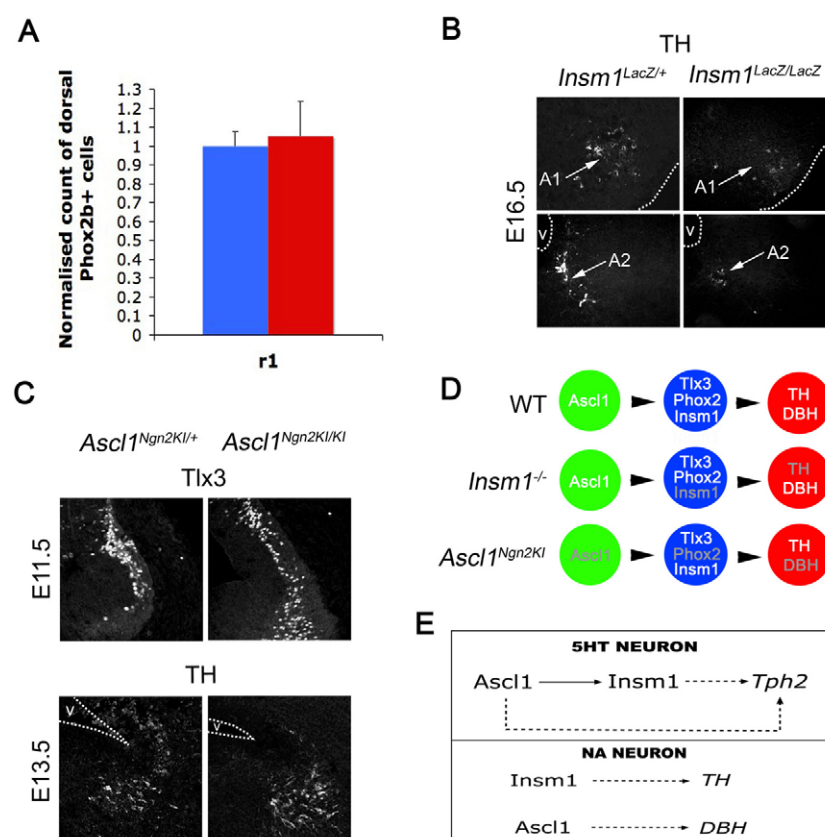 A
Normalised count of dorsal
Phox2b+ cells
1.3
1.2
1.1
1
0.9
0.8
0.7
0.6
0.5
0.4
0.3
0.2
0.1
0
r1
B
TH
Insm1LacZ/+ Insm1LacZ/LacZ
E16.5
A1 A1
V V
A2 A2
C
Ascl1Ngn2KI/+ Ascl1Ngn2KI/KI
Tlx3
E11.5
TH
E13.5
V V
D
WT
Ascl1
Tlx3
Phox2
Insm1
TH
DBH
Insm1-/-
Ascl1
Tlx3
Phox2
Insm1
TH
DBH
Ascl1Ngn2KI
Ascl1
Tlx3
Phox2
Insm1
TH
DBH
E
5HT NEURON
Ascl1 Insm1 Tph2
NA NEURON
Insm1 TH
Ascl1 DBH